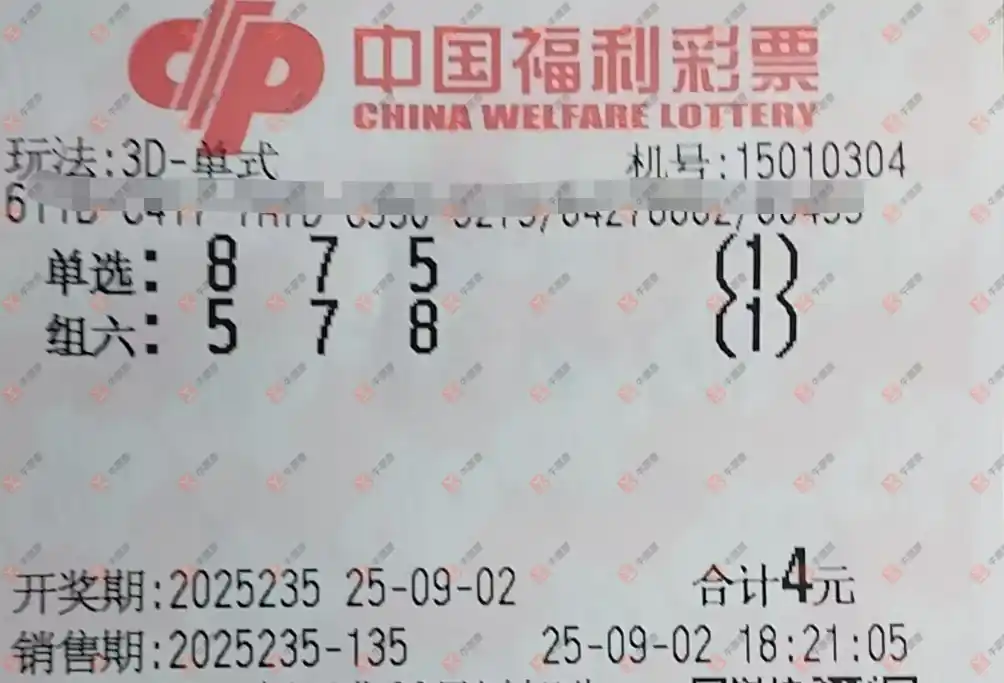 中国福利彩票
CHINA WELFARE LOTTERY
玩法:3D-单式 机号:15010304
单选: 8 7 5 (1)
组六: 5 7 8 (1)
开奖期:2025235 25-09-02 合计4元
销售期:2025235-135 25-09-02 18:21:05